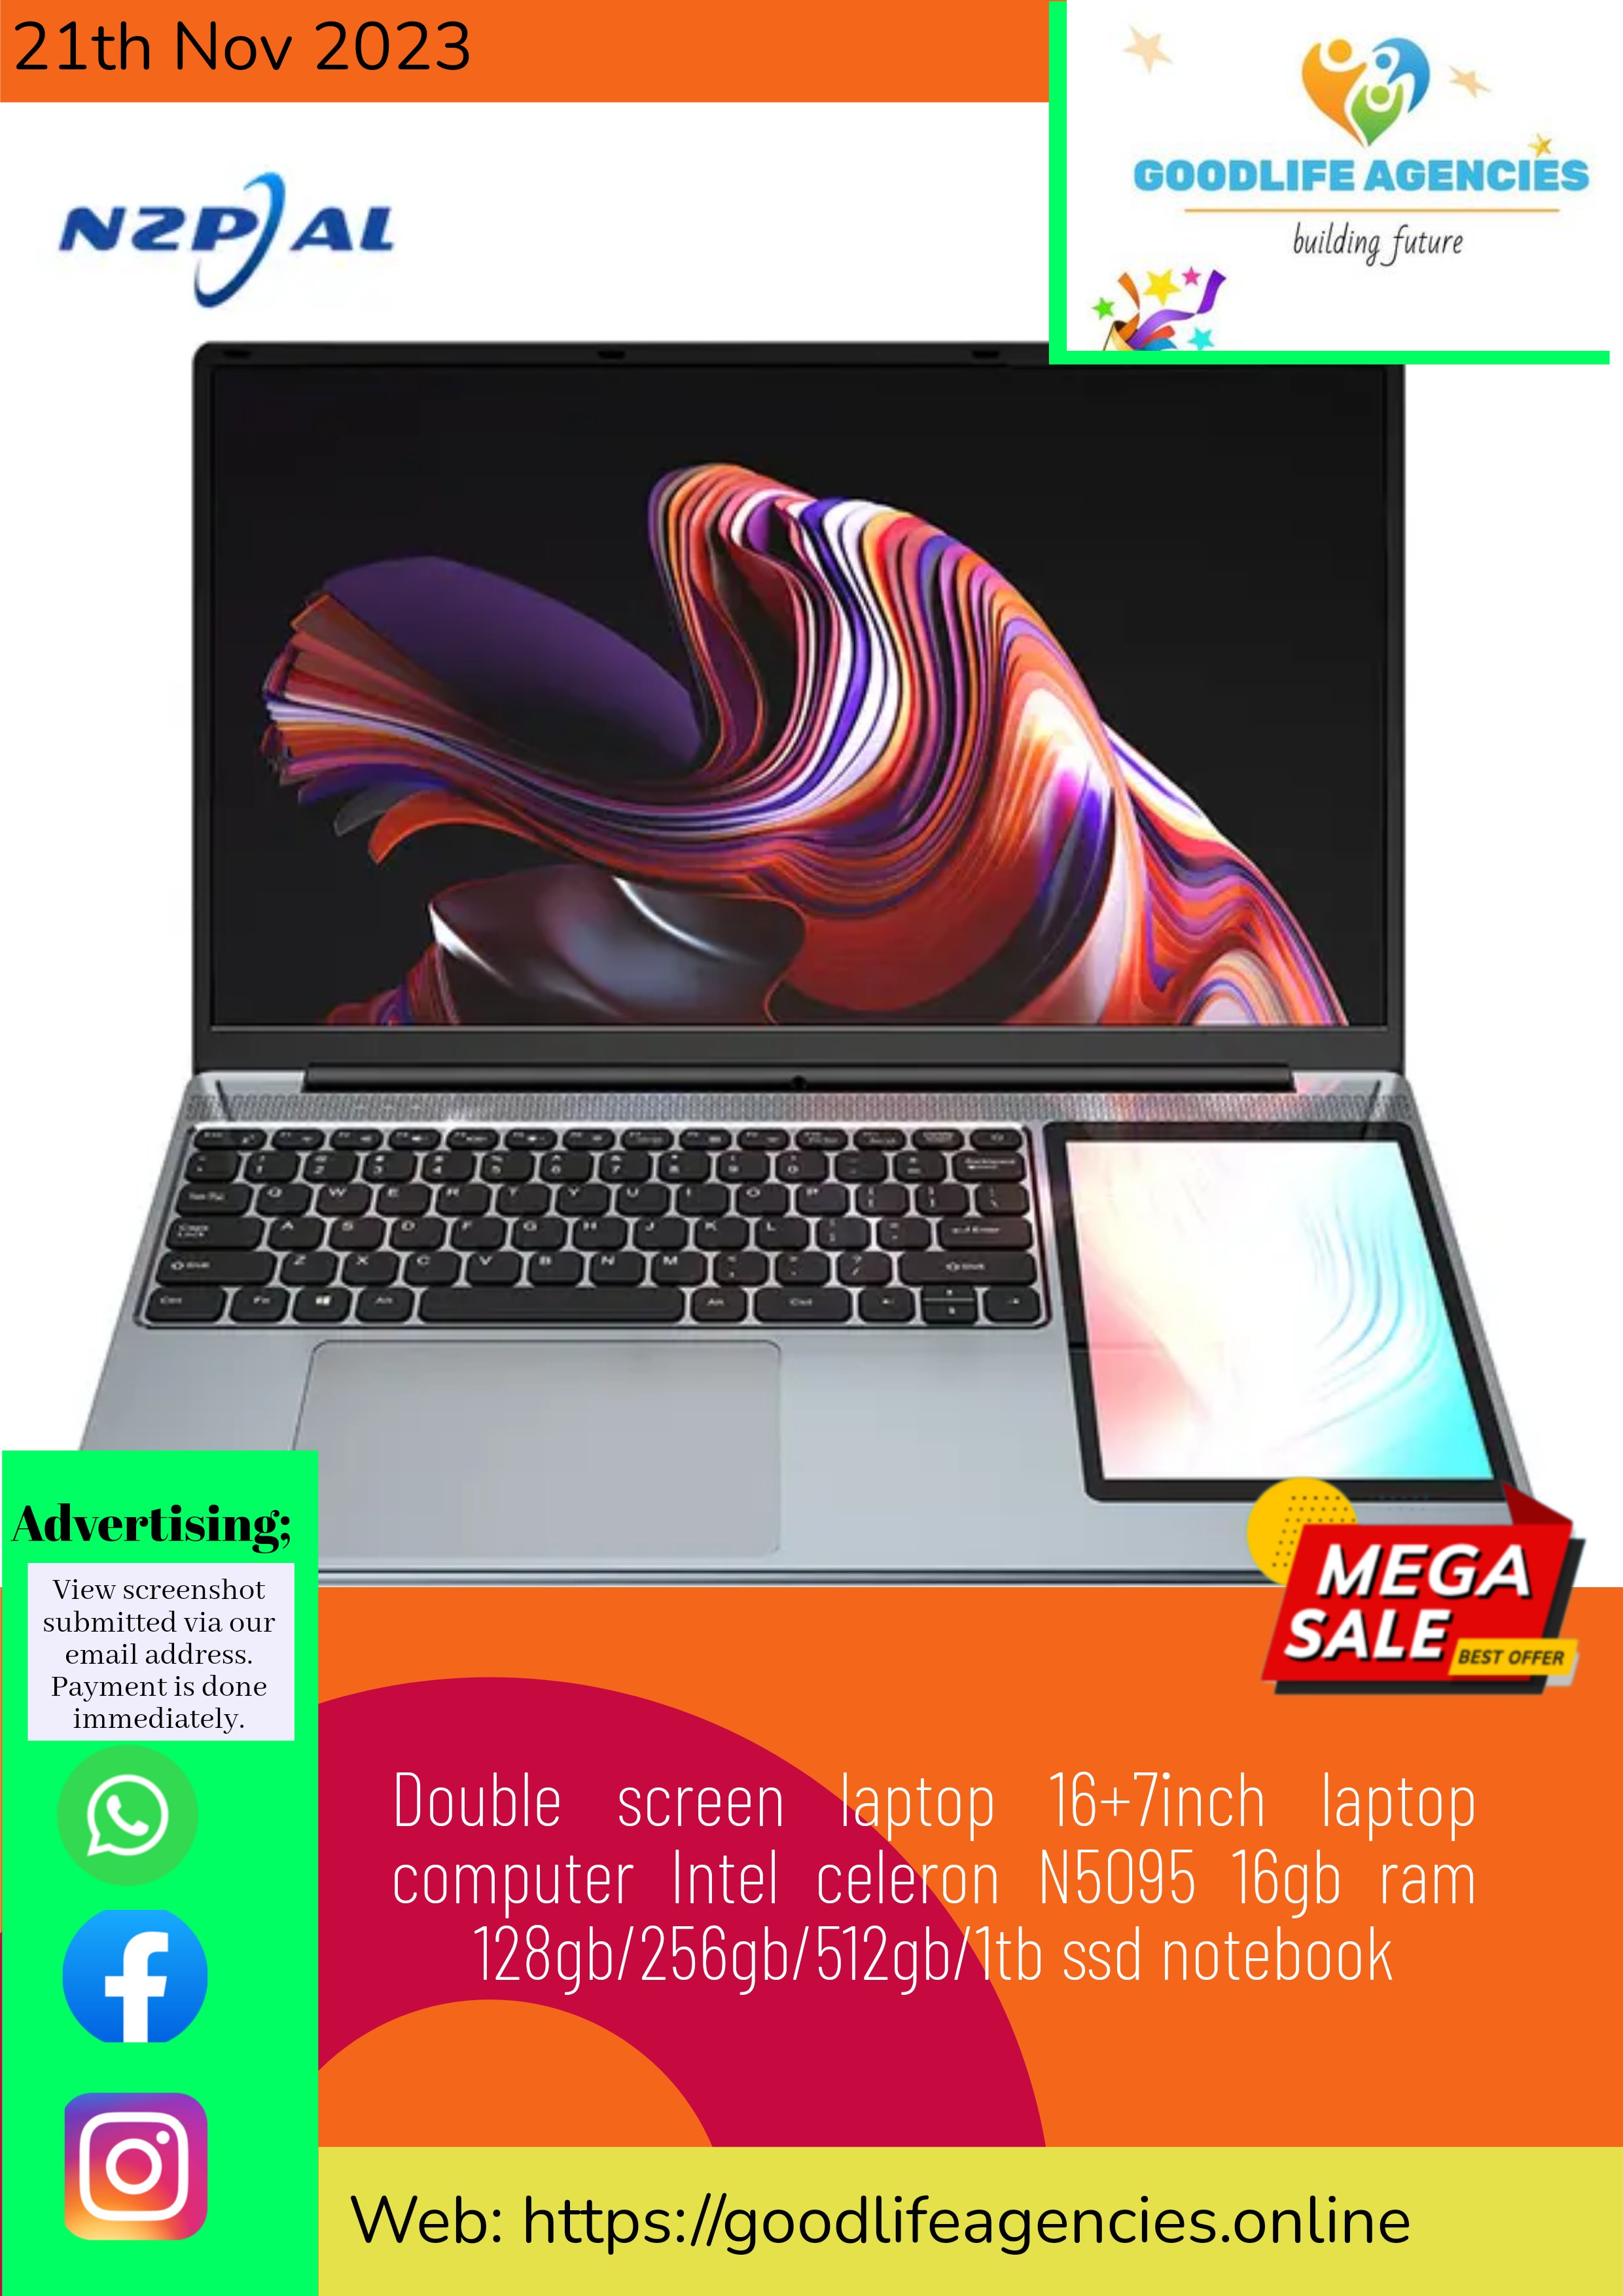 21th Nov 2023
GOODLIFE AGENCIES
building future
N2P AL
Advertising;
View screenshot
submitted via our
email address.
Payment is done
immediately.
MEGA
SALE
BEST OFFER
Double screen laptop 16+7inch laptop
computer Intel celeron N5095 16gb ram
128gb/256gb/512gb/1tb ssd notebook
Web: https://goodlifeagencies.online